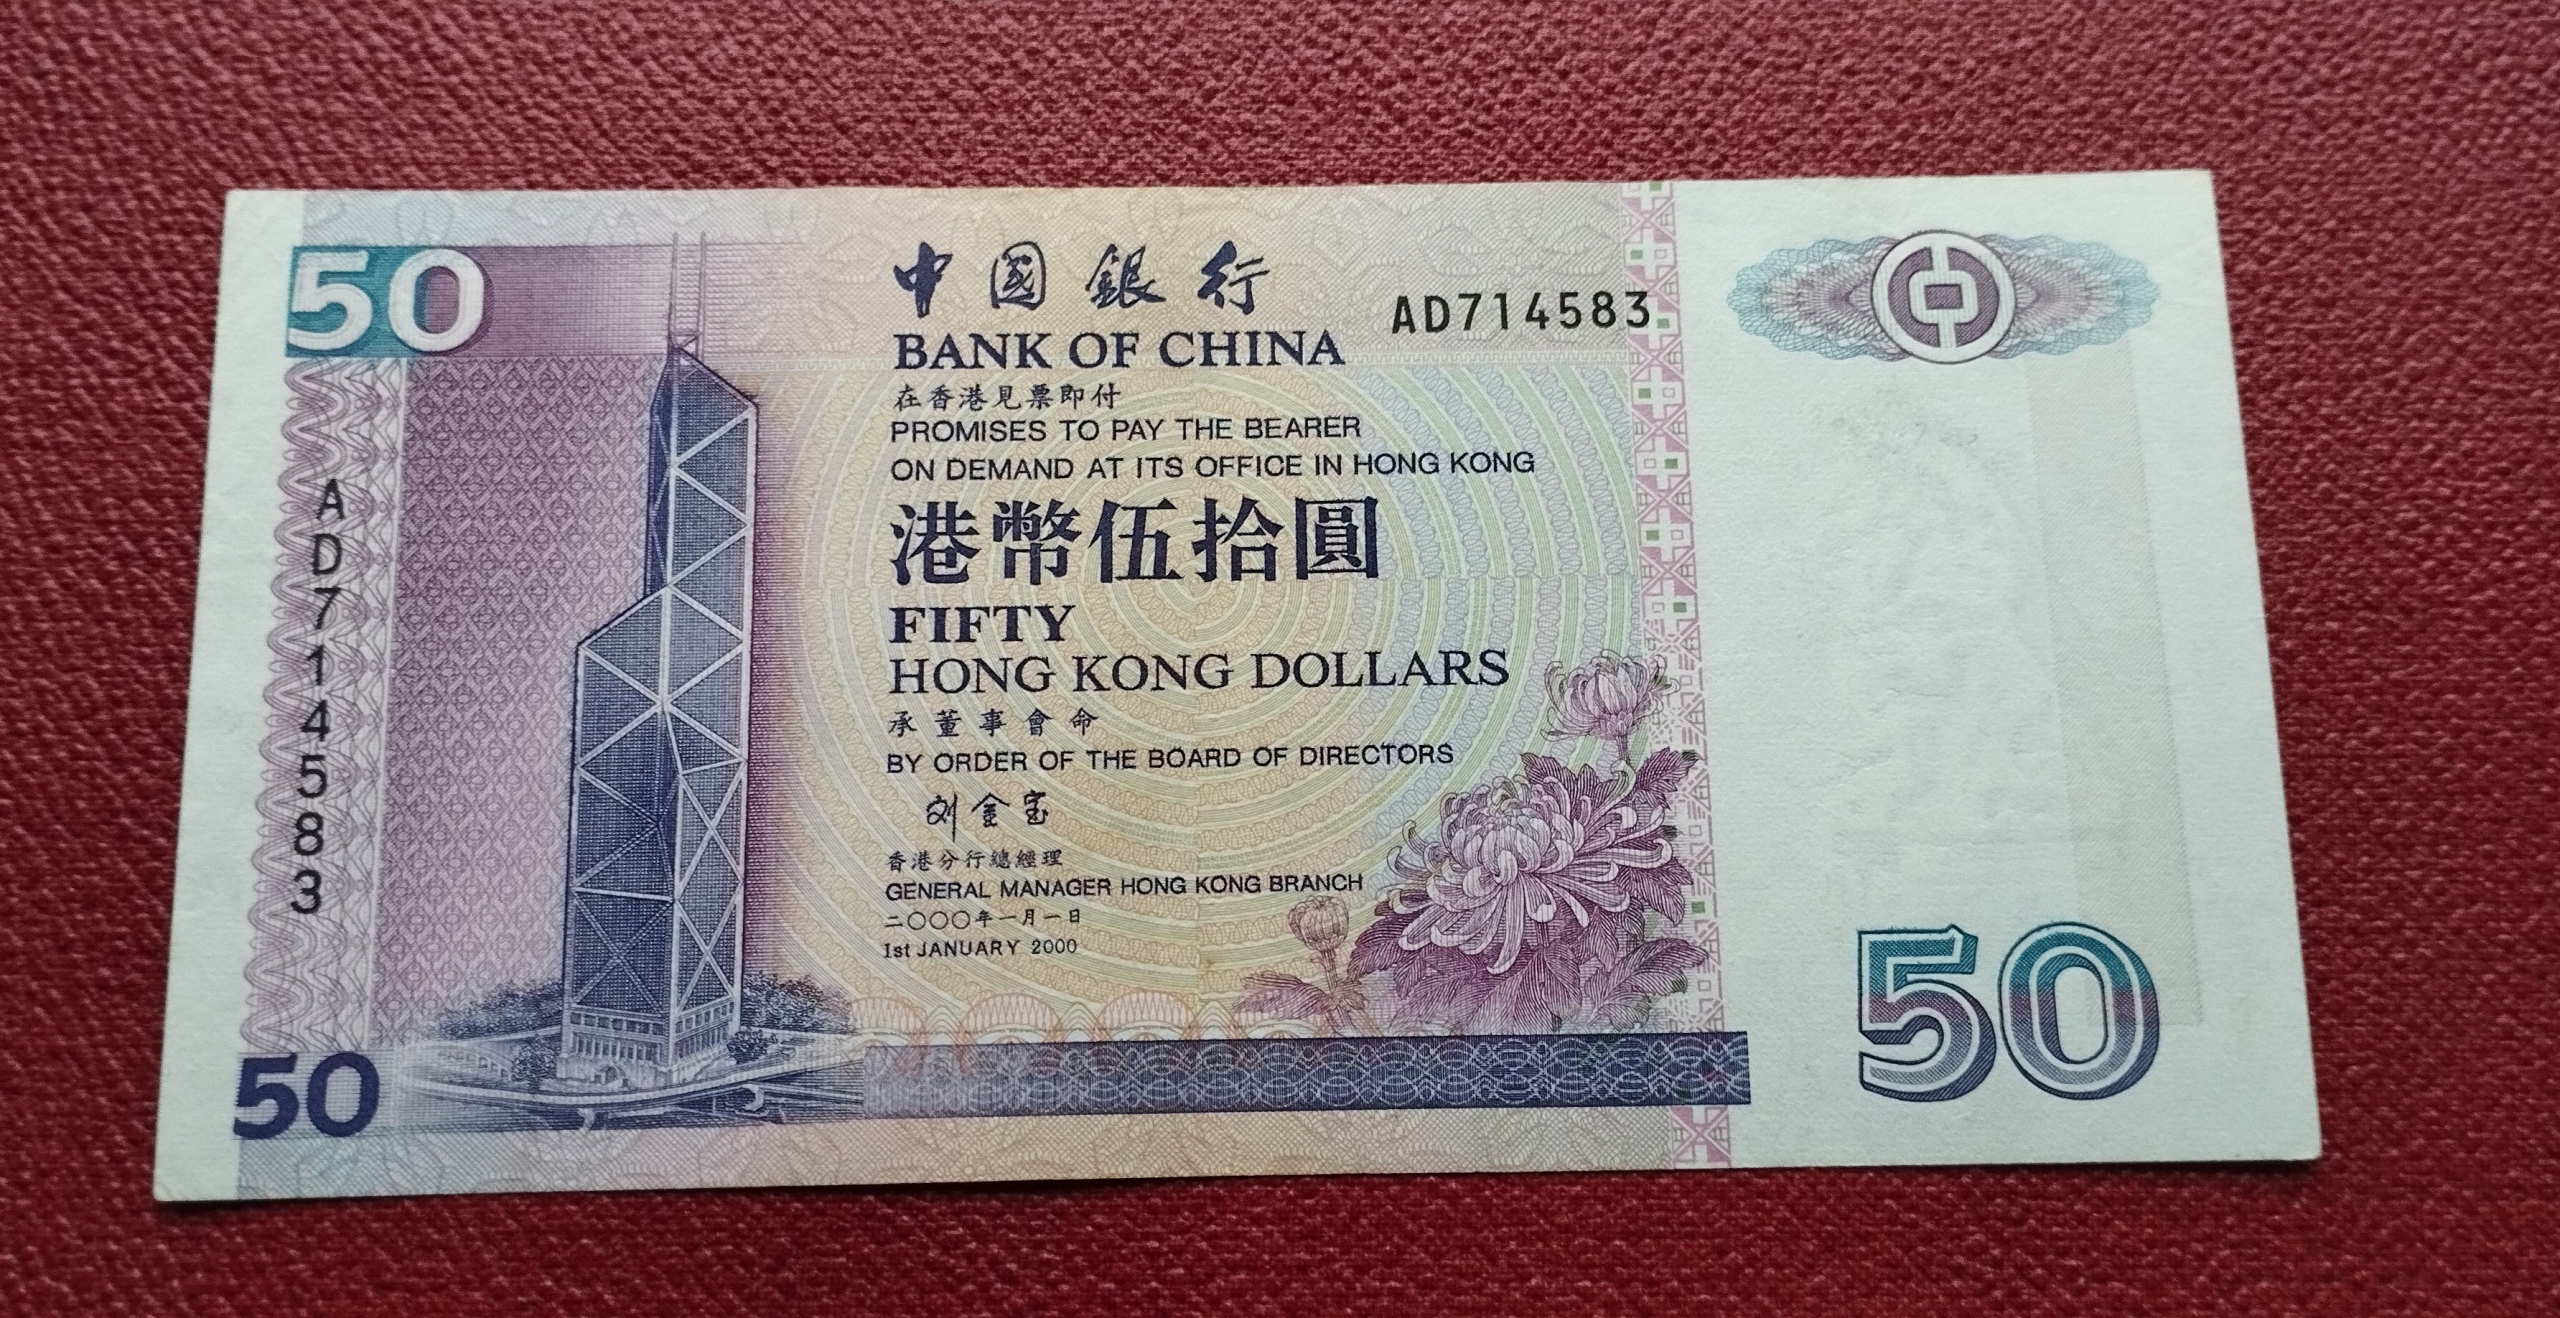 50
中國銀行
BANK OF CHINA
AD714583
在香港見票即付
PROMISES TO PAY THE BEARER
ON DEMAND AT ITS OFFICE IN HONG KONG
港幣伍拾圓
FIFTY
HONG KONG DOLLARS
承董事會命
BY ORDER OF THE BOARD OF DIRECTORS
刘金宝
香港分行總經理
GENERAL MANAGER HONG KONG BRANCH
二〇〇〇年一月一日
1st JANUARY 2000
AD714583
50
50